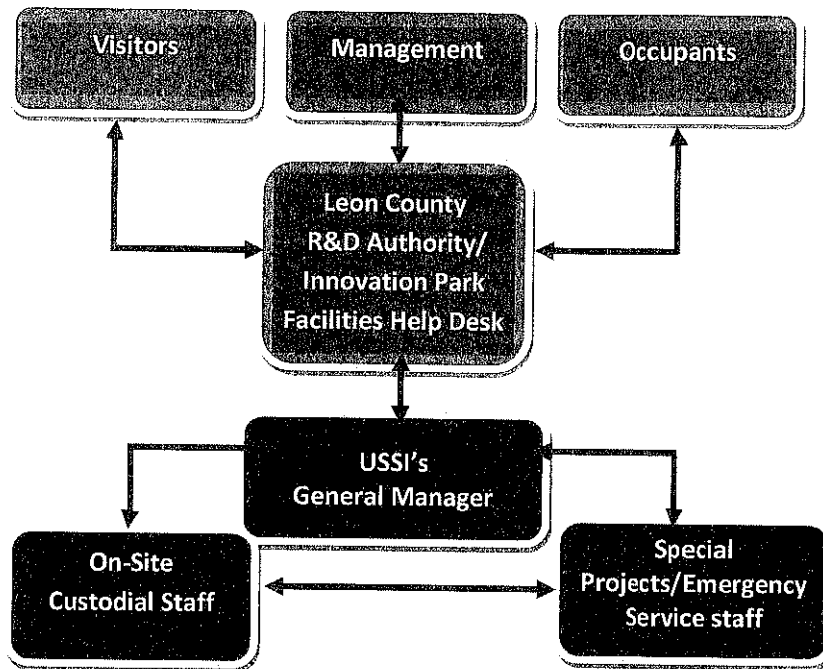 Visitors
Management
Occupants
Leon County
R&D Authority/
Innovation Park
Facilities Help Desk
USSI's
General Manager
On-Site
Custodial Staff
Special
Projects/Emergency
Service staff